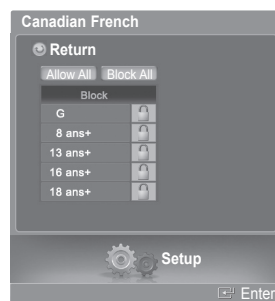 Canadian French
Return
Allow All Block All
Block
G
8 ans+
13 ans+
16 ans+
18 ans+
Setup
Enter